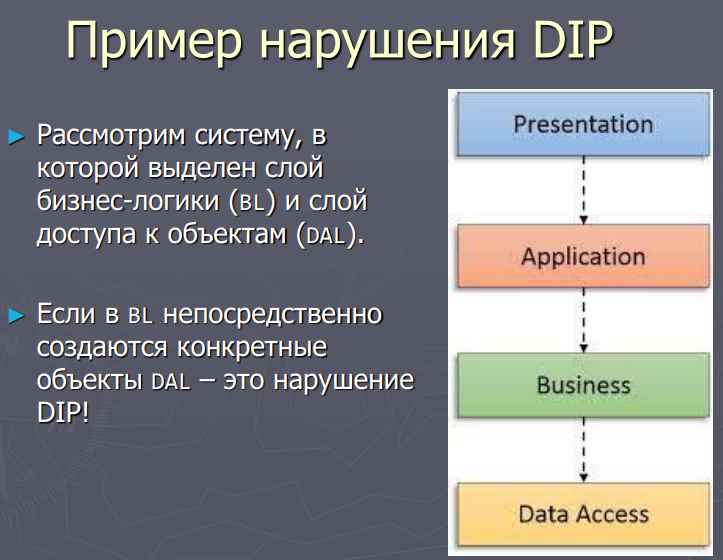 Пример нарушения DIP
Рассмотрим систему, в
которой выделен слой
бизнес-логики (BL) и слой
доступа к объектам (DAL).
Если в BL непосредственно
создаются конкретные
объекты DAL – это нарушение
DIP!
Presentation
Application
Business
Data Access